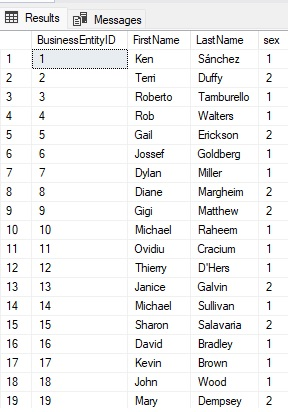 Results Messages
BusinessEntityID FirstName LastName sex
1 1 Ken Sánchez 1
2 2 Terri Duffy 2
3 3 Roberto Tamburello 1
4 4 Rob Walters 1
5 5 Gail Erickson 2
6 6 Jossef Goldberg 1
7 7 Dylan Miller 1
8 8 Diane Margheim 2
9 9 Gigi Matthew 2
10 10 Michael Raheem 1
11 11 Ovidiu Cracium 1
12 12 Thierry D'Hers 1
13 13 Janice Galvin 2
14 14 Michael Sullivan 1
15 15 Sharon Salavaria 2
16 16 David Bradley 1
17 17 Kevin Brown 1
18 18 John Wood 1
19 19 Mary Dempsey 2